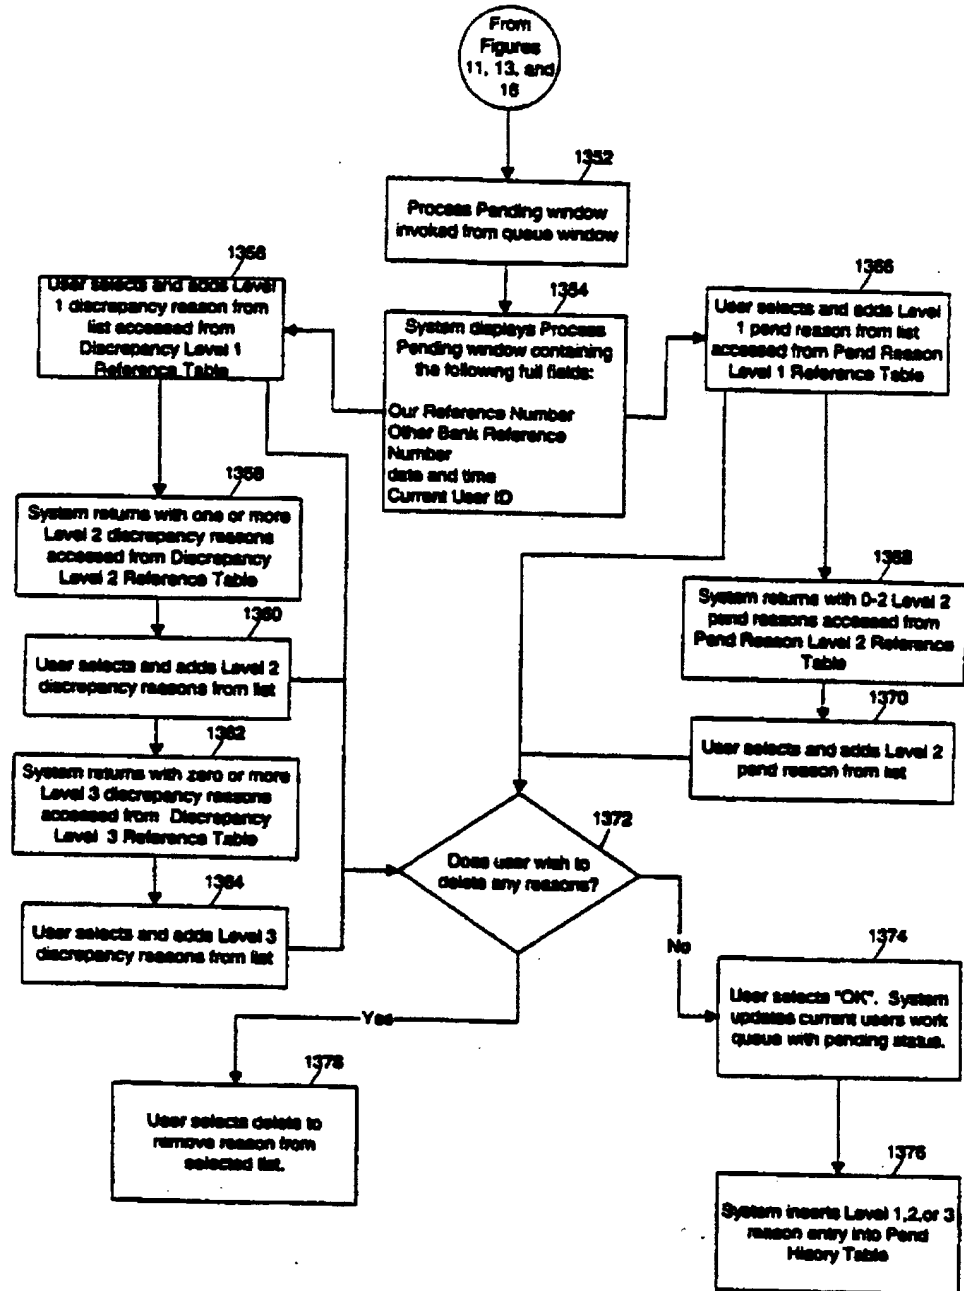 From
Figures
11, 13, and
16
1352
Process Pending window
invoked from queue window
1354
System displays Process
Pending window containing
the following full fields:
Our Reference Number
Other Bank Reference
Number
date and time
Current User ID
1356
User selects and adds Level
1 discrepancy reason from
list accessed from
Discrepancy Level 1
Reference Table
1358
System returns with one or more
Level 2 discrepancy reasons
accessed from Discrepancy
Level 2 Reference Table
1360
User selects and adds Level 2
discrepancy reasons from list
1362
System returns with zero or more
Level 3 discrepancy reasons
accessed from Discrepancy
Level 3 Reference Table
1364
User selects and adds Level 3
discrepancy reasons from list
1366
User selects and adds Level
1 pend reason from list
accessed from Pend Reason
Level 1 Reference Table
1368
System returns with 0-2 Level 2
pend reasons accessed from
Pend Reason Level 2 Reference
Table
1370
User selects and adds Level 2
pend reason from list
1372
Does user wish to
delete any reasons?
No
Yes
1374
User selects "OK". System
updates current users work
queue with pending status.
1376
System inserts Level 1,2,or 3
reason entry into Pend
Hisory Table
1378
User selects delete to
remove reason from
selected list.